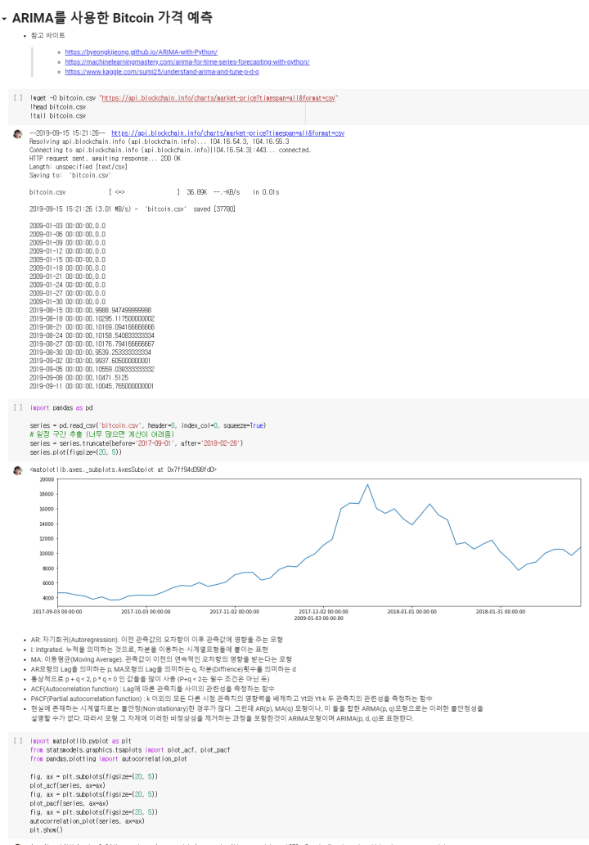 ARIMA를 사용한 Bitcoin 가격 예측
참고 사이트
https://byeongkijeong.github.io/ARIMA-with-Python/
https://machinelearningmastery.com/arima-for-time-series-forecasting-with-python/
https://www.kaggle.com/sumi25/understand-arima-and-tune-p-d-q
[ ] !wget -O bitcoin.csv "https://api.blockchain.info/charts/market-price?timespan=all&format=csv"
!head bitcoin.csv
!tail bitcoin.csv
--2019-09-15 15:21:26-- https://api.blockchain.info/charts/market-price?timespan=all&format=csv
Resolving api.blockchain.info (api.blockchain.info)... 104.16.54.3, 104.16.55.3
Connecting to api.blockchain.info (api.blockchain.info)|104.16.54.3|:443... connected.
HTTP request sent, awaiting response... 200 OK
Length: unspecified [text/csv]
Saving to: 'bitcoin.csv'
bitcoin.csv [ <=> ] 36.89K --.-KB/s in 0.01s
2019-09-15 15:21:26 (3.01 MB/s) - 'bitcoin.csv' saved [37780]
2009-01-03 00:00:00,0.0
2009-01-06 00:00:00,0.0
2009-01-09 00:00:00,0.0
2009-01-12 00:00:00,0.0
2009-01-15 00:00:00,0.0
2009-01-18 00:00:00,0.0
2009-01-21 00:00:00,0.0
2009-01-24 00:00:00,0.0
2009-01-27 00:00:00,0.0
2009-01-30 00:00:00,0.0
2019-08-15 00:00:00,9988.947499999998
2019-08-18 00:00:00,10295.117500000002
2019-08-21 00:00:00,10169.094166666666
2019-08-24 00:00:00,10158.540833333334
2019-08-27 00:00:00,10176.794166666667
2019-08-30 00:00:00,9539.253333333334
2019-09-02 00:00:00,9937.605000000001
2019-09-05 00:00:00,10559.039333333332
2019-09-08 00:00:00,10471.5125
2019-09-11 00:00:00,10045.765000000001
[ ] import pandas as pd
series = pd.read_csv('bitcoin.csv', header=0, index_col=0, squeeze=True)
# 일정 구간 추출 (너무 많으면 계산이 어려움)
series = series.truncate(before='2017-09-01', after='2018-02-28')
series.plot(figsize=(20, 5))
<matplotlib.axes._subplots.AxesSubplot at 0x7ff94d098fd0>
20000
18000
16000
14000
12000
10000
8000
6000
4000
2017-09-03 00:00:00 2017-10-03 00:00:00 2017-11-02 00:00:00 2017-12-02 00:00:00 2018-01-01 00:00:00 2018-01-31 00:00:00
2009-01-03 00:00:00
AR: 자기회귀(Autoregression). 이전 관측값의 오차항이 이후 관측값에 영향을 주는 모형
I: Intgrated. 누적을 의미하는 것으로, 차분을 이용하는 시계열모형들에 붙이는 표현
MA: 이동평균(Moving Average). 관측값이 이전의 연속적인 오차항의 영향을 받는다는 모형
AR모형의 Lag을 의미하는 p, MA모형의 Lag을 의미하는 q, 차분(Diffrence)횟수를 의미하는 d
통상적으로 p + q < 2, p * q = 0 인 값들을 많이 사용 (P+q < 2는 필수 조건은 아닌 듯)
ACF(Autocorrelation function) : Lag에 따른 관측치들 사이의 관련성을 측정하는 함수
PACF(Partial autocorrelation function) : k 이외의 모든 다른 시점 관측치의 영향력을 배제하고 Yt와 Yt-k 두 관측치의 관련성을 측정하는 함수
현실에 존재하는 시계열자료는 불안정(Non-stationary)한 경우가 많다. 그런데 AR(p), MA(q) 모형이나, 이 둘을 합한 ARMA(p, q)모형으로는 이러한 불안정성을
설명할 수가 없다. 따라서 모형 그 자체에 이러한 비정상성을 제거하는 과정을 포함한것이 ARIMA모형이며 ARIMA(p, d, q)로 표현한다.
[ ] import matplotlib.pyplot as plt
from statsmodels.graphics.tsaplots import plot_acf, plot_pacf
from pandas.plotting import autocorrelation_plot
fig, ax = plt.subplots(figsize=(20, 5))
plot_acf(series, ax=ax)
fig, ax = plt.subplots(figsize=(20, 5))
plot_pacf(series, ax=ax)
fig, ax = plt.subplots(figsize=(20, 5))
autocorrelation_plot(series, ax=ax)
plt.show()